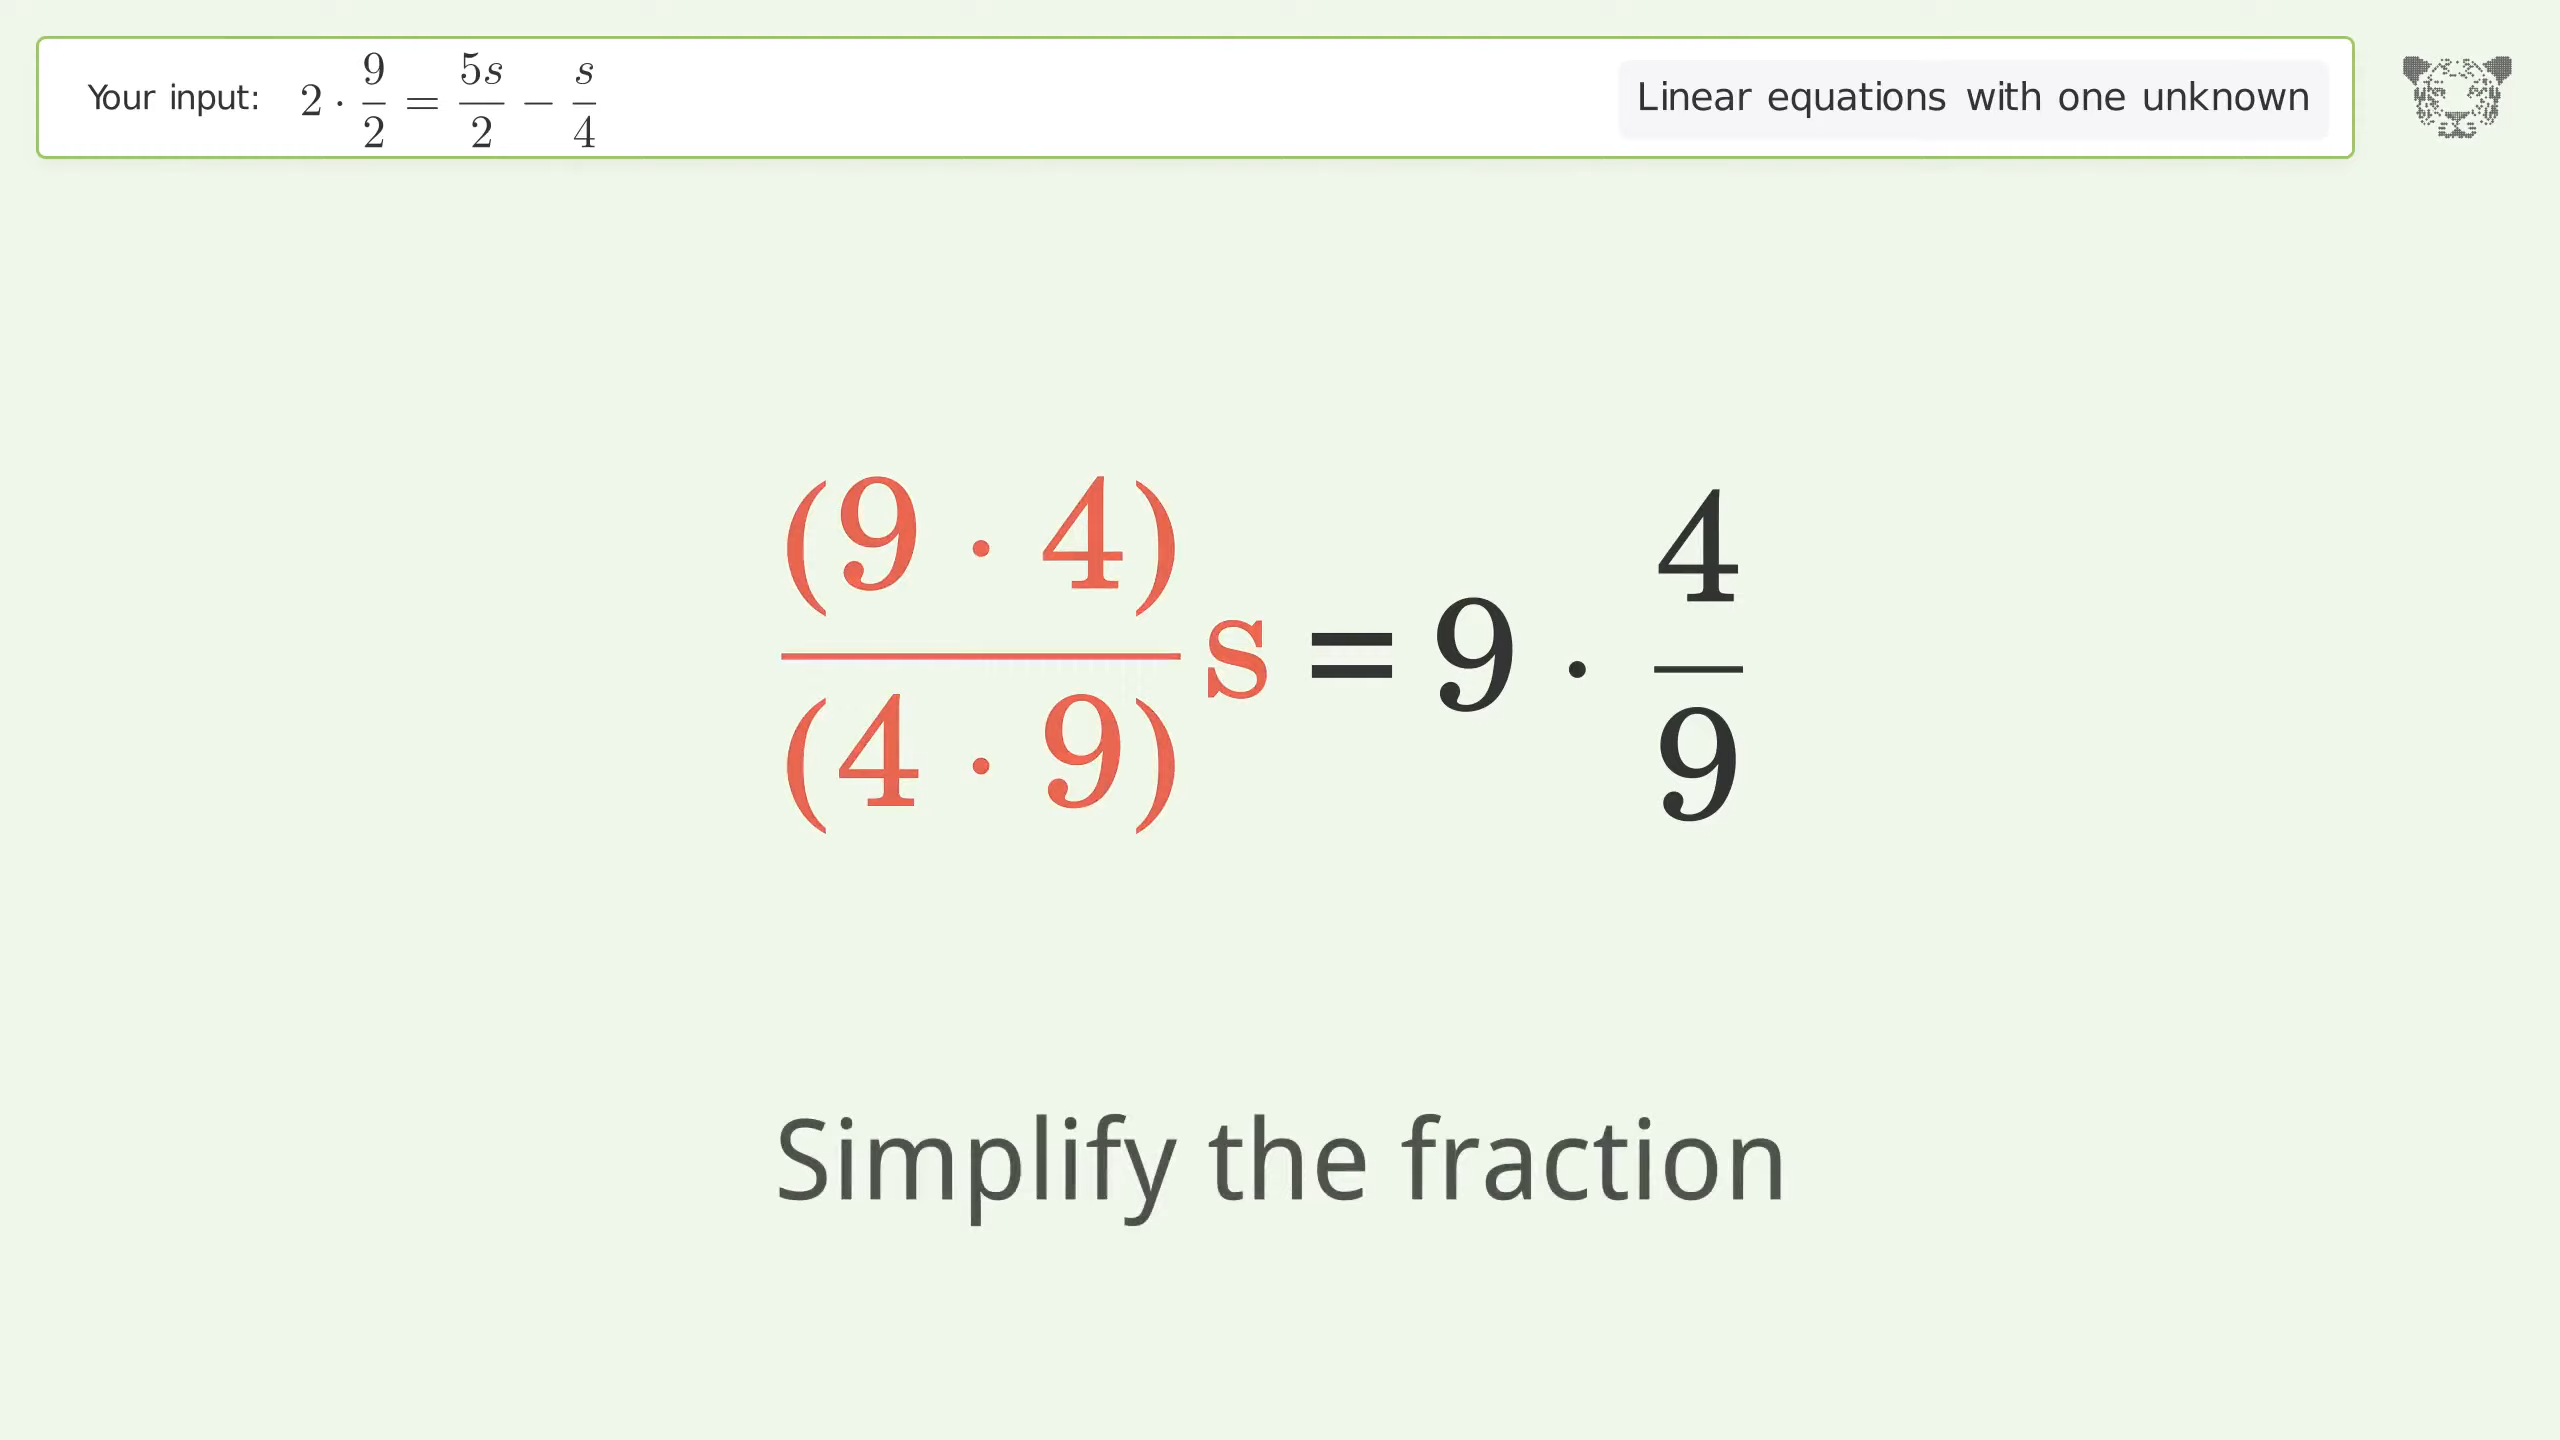 Your input: 2 · 9/2 = 5s/2 − s/4
Linear equations with one unknown
(9 · 4)/(4 · 9) s = 9 · 4/9
Simplify the fraction